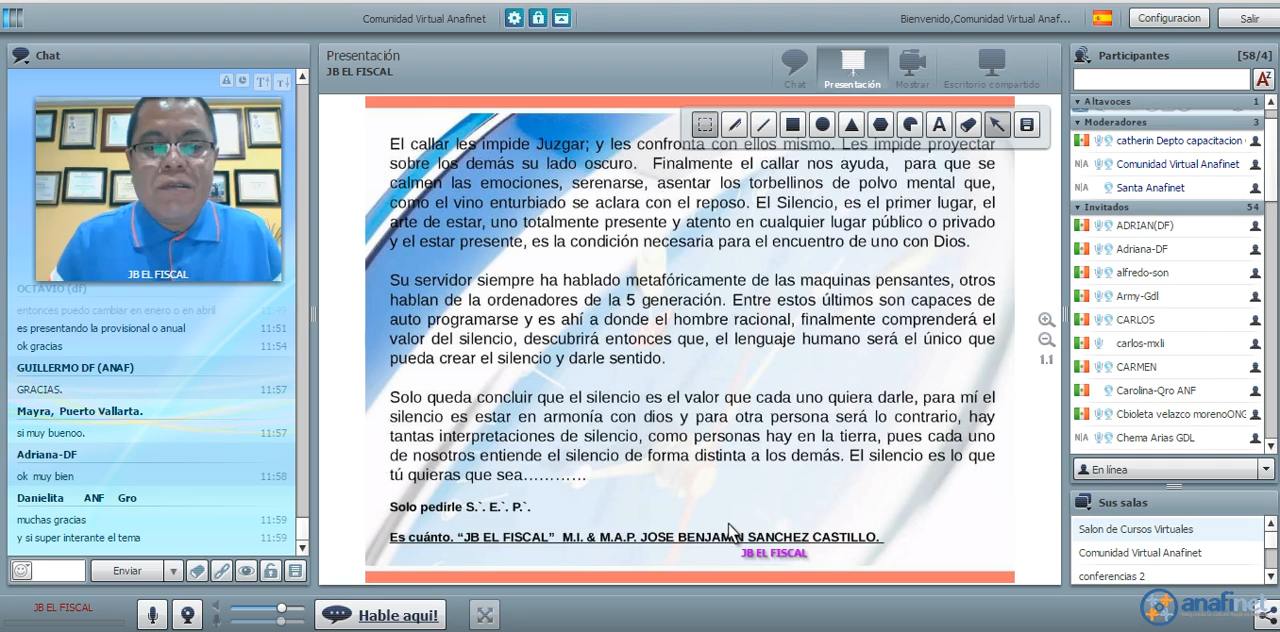 Comunidad Virtual Anafinet
Bienvenido,Comunidad Virtual Anaf...
Configuracion
Salir
Chat
JB EL FISCAL
OCTAVIO (df)
entonces puedo cambiar en enero o en abril
es presentando la provisional o anual 11:51
ok gracias 11:54
GUILLERMO DF (ANAF)
GRACIAS. 11:57
Mayra, Puerto Vallarta.
si muy buenoo. 11:57
Adriana-DF
ok muy bien 11:58
Danielita ANF Gro
muchas gracias 11:59
y si super interante el tema 11:59
Enviar
Presentación
JB EL FISCAL
Chat
Presentación
Mostrar
Escritorio compartido
El callar les impide Juzgar; y les confronta con ellos mismo. Les impide proyectar
sobre los demás su lado oscuro. Finalmente el callar nos ayuda, para que se
calmen las emociones, serenarse, asentar los torbellinos de polvo mental que,
como el vino enturbiado se aclara con el reposo. El Silencio, es el primer lugar, el
arte de estar, uno totalmente presente y atento en cualquier lugar público o privado
y el estar presente, es la condición necesaria para el encuentro de uno con Dios.
Su servidor siempre ha hablado metafóricamente de las maquinas pensantes, otros
hablan de la ordenadores de la 5 generación. Entre estos últimos son capaces de
auto programarse y es ahí a donde el hombre racional, finalmente comprenderá el
valor del silencio, descubrirá entonces que, el lenguaje humano será el único que
pueda crear el silencio y darle sentido.
Solo queda concluir que el silencio es el valor que cada uno quiera darle, para mí el
silencio es estar en armonía con dios y para otra persona será lo contrario, hay
tantas interpretaciones de silencio, como personas hay en la tierra, pues cada uno
de nosotros entiende el silencio de forma distinta a los demás. El silencio es lo que
tú quieras que sea…………
Solo pedirle S.`. E.`. P.`.
Es cuánto. “JB EL FISCAL” M.I. & M.A.P. JOSE BENJAMIN SANCHEZ CASTILLO.
JB EL FISCAL
1.1
Participantes [58/4]
Altavoces 1
Moderadores 3
catherin Depto capacitacion
N/A Comunidad Virtual Anafinet
N/A Santa Anafinet
Invitados 54
ADRIAN(DF)
Adriana-DF
alfredo-son
Army-Gdl
CARLOS
carlos-mxli
CARMEN
Carolina-Qro ANF
Cbioleta velazco morenoONG
N/A Chema Arias GDL
En línea
Sus salas
Salon de Cursos Virtuales
Comunidad Virtual Anafinet
conferencias 2
JB EL FISCAL
Hable aqui!
anafinet